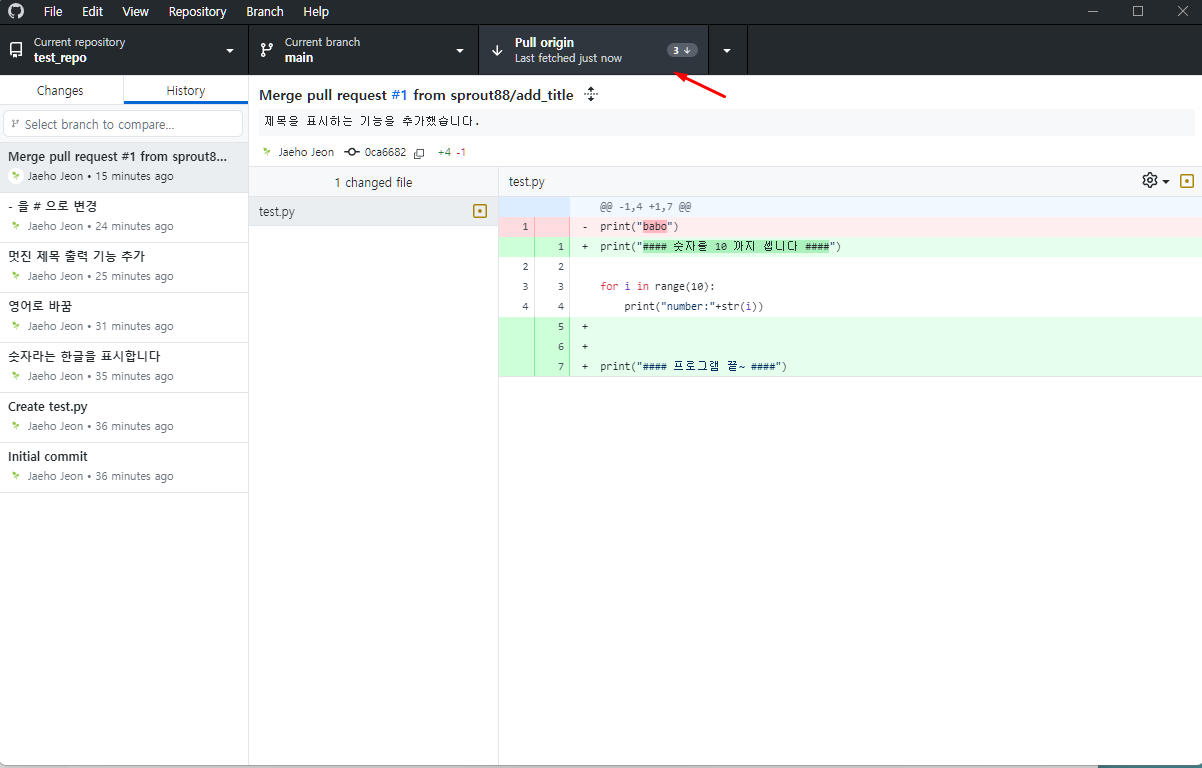 File Edit View Repository Branch Help
Current repository
test_repo
Current branch
main
Pull origin
Last fetched just now
3
Changes
History
Select branch to compare...
Merge pull request #1 from sprout8...
Jaeho Jeon • 15 minutes ago
- 을 # 으로 변경
Jaeho Jeon • 24 minutes ago
멋진 제목 출력 기능 추가
Jaeho Jeon • 25 minutes ago
영어로 바꿈
Jaeho Jeon • 31 minutes ago
숫자라는 한글을 표시합니다
Jaeho Jeon • 35 minutes ago
Create test.py
Jaeho Jeon • 36 minutes ago
Initial commit
Jaeho Jeon • 36 minutes ago
Merge pull request #1 from sprout88/add_title
제목을 표시하는 기능을 추가했습니다.
Jaeho Jeon 0ca6682 +4 -1
1 changed file
test.py
test.py
@@ -1,4 +1,7 @@
1 - print("babo")
1 + print("#### 숫자를 10 까지 셉니다 ####")
2 2
3 3 for i in range(10):
4 4 print("number:"+str(i))
5 +
6 +
7 + print("#### 프로그램 끝~ ####")